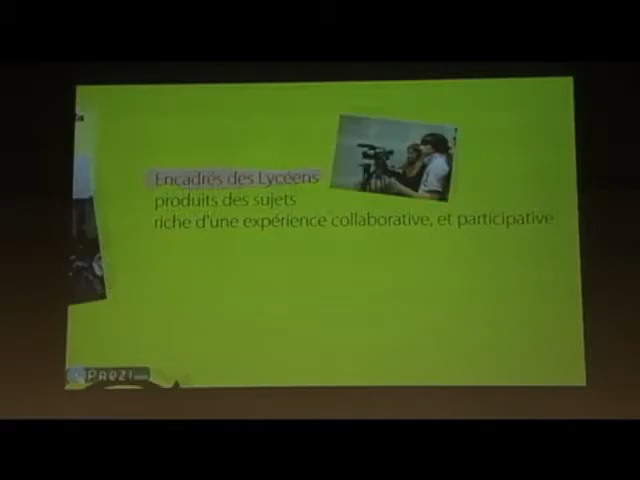 Encadrés des Lycéens
produits des sujets
riche d'une expérience collaborative, et participative
PREZI